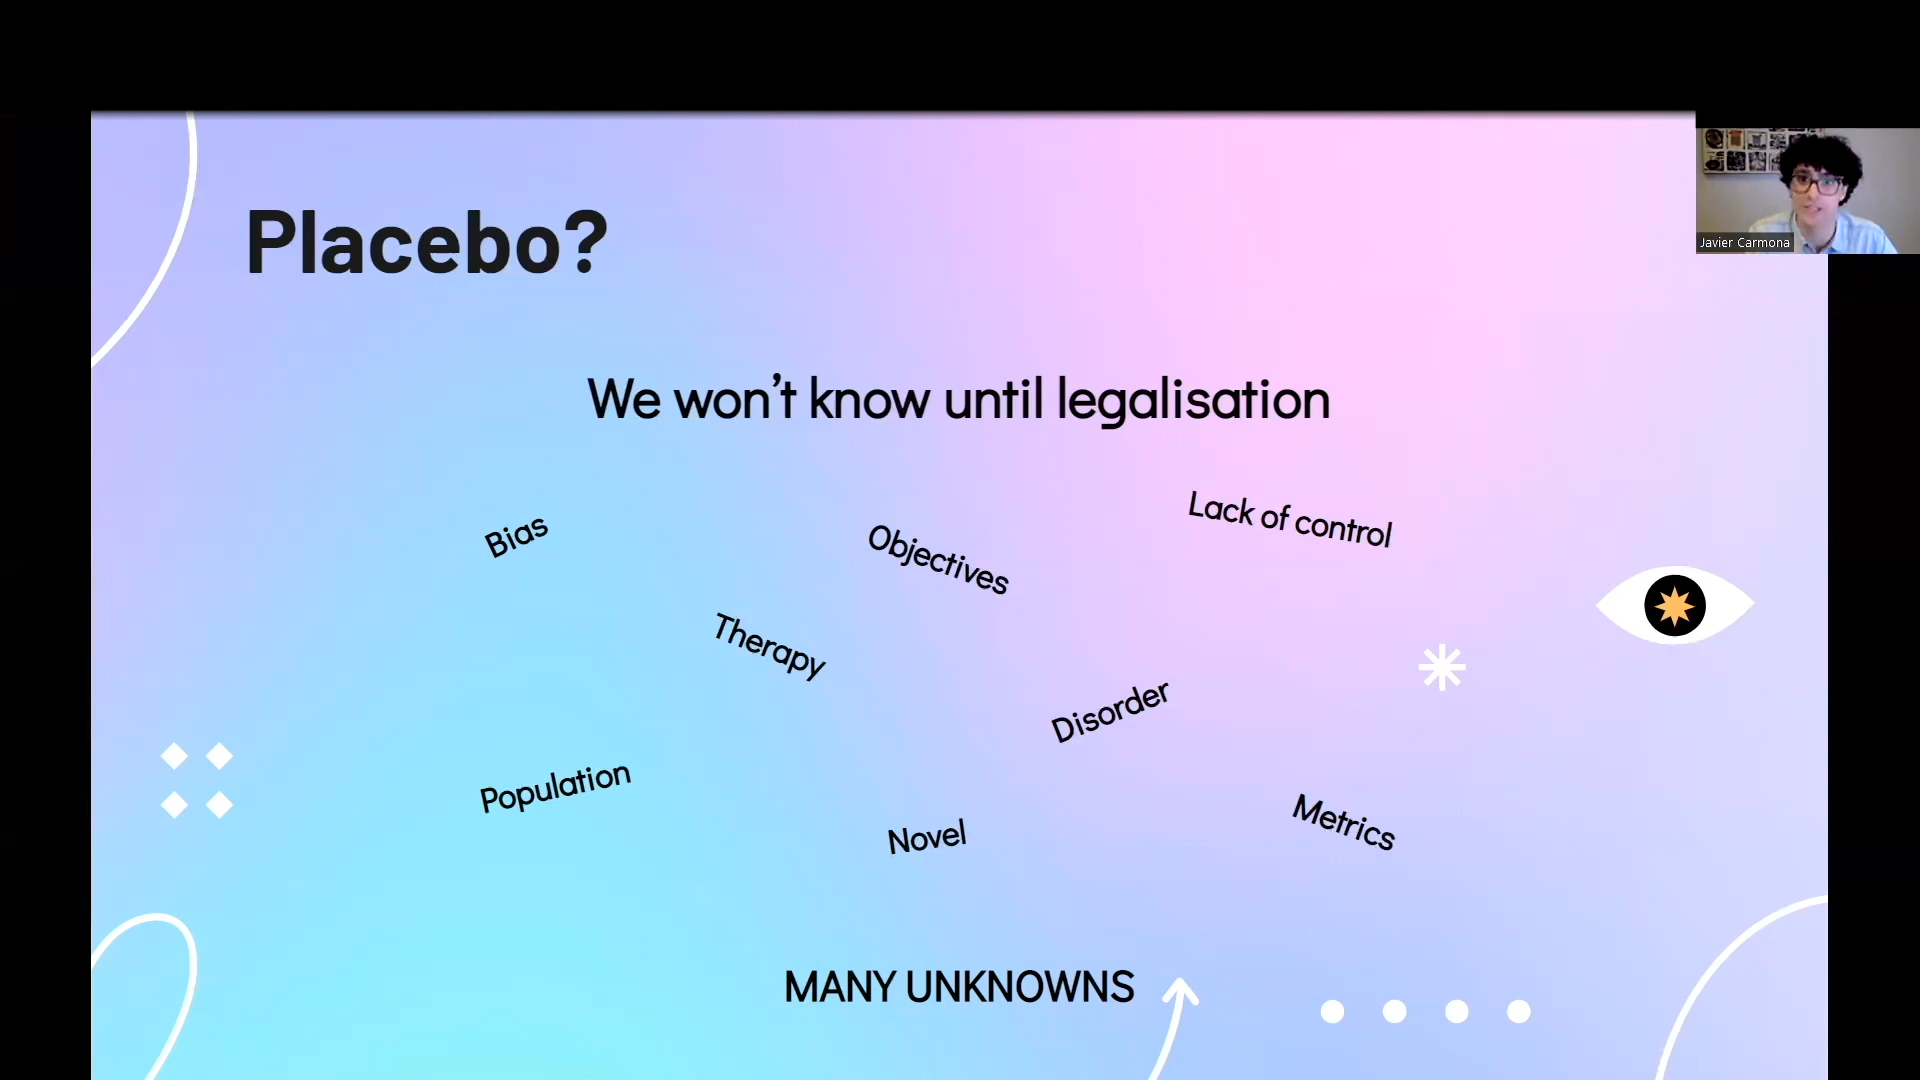 Placebo?
Javier Carmona
We won’t know until legalisation
Bias
Objectives
Lack of control
Therapy
Disorder
Population
Novel
Metrics
MANY UNKNOWNS